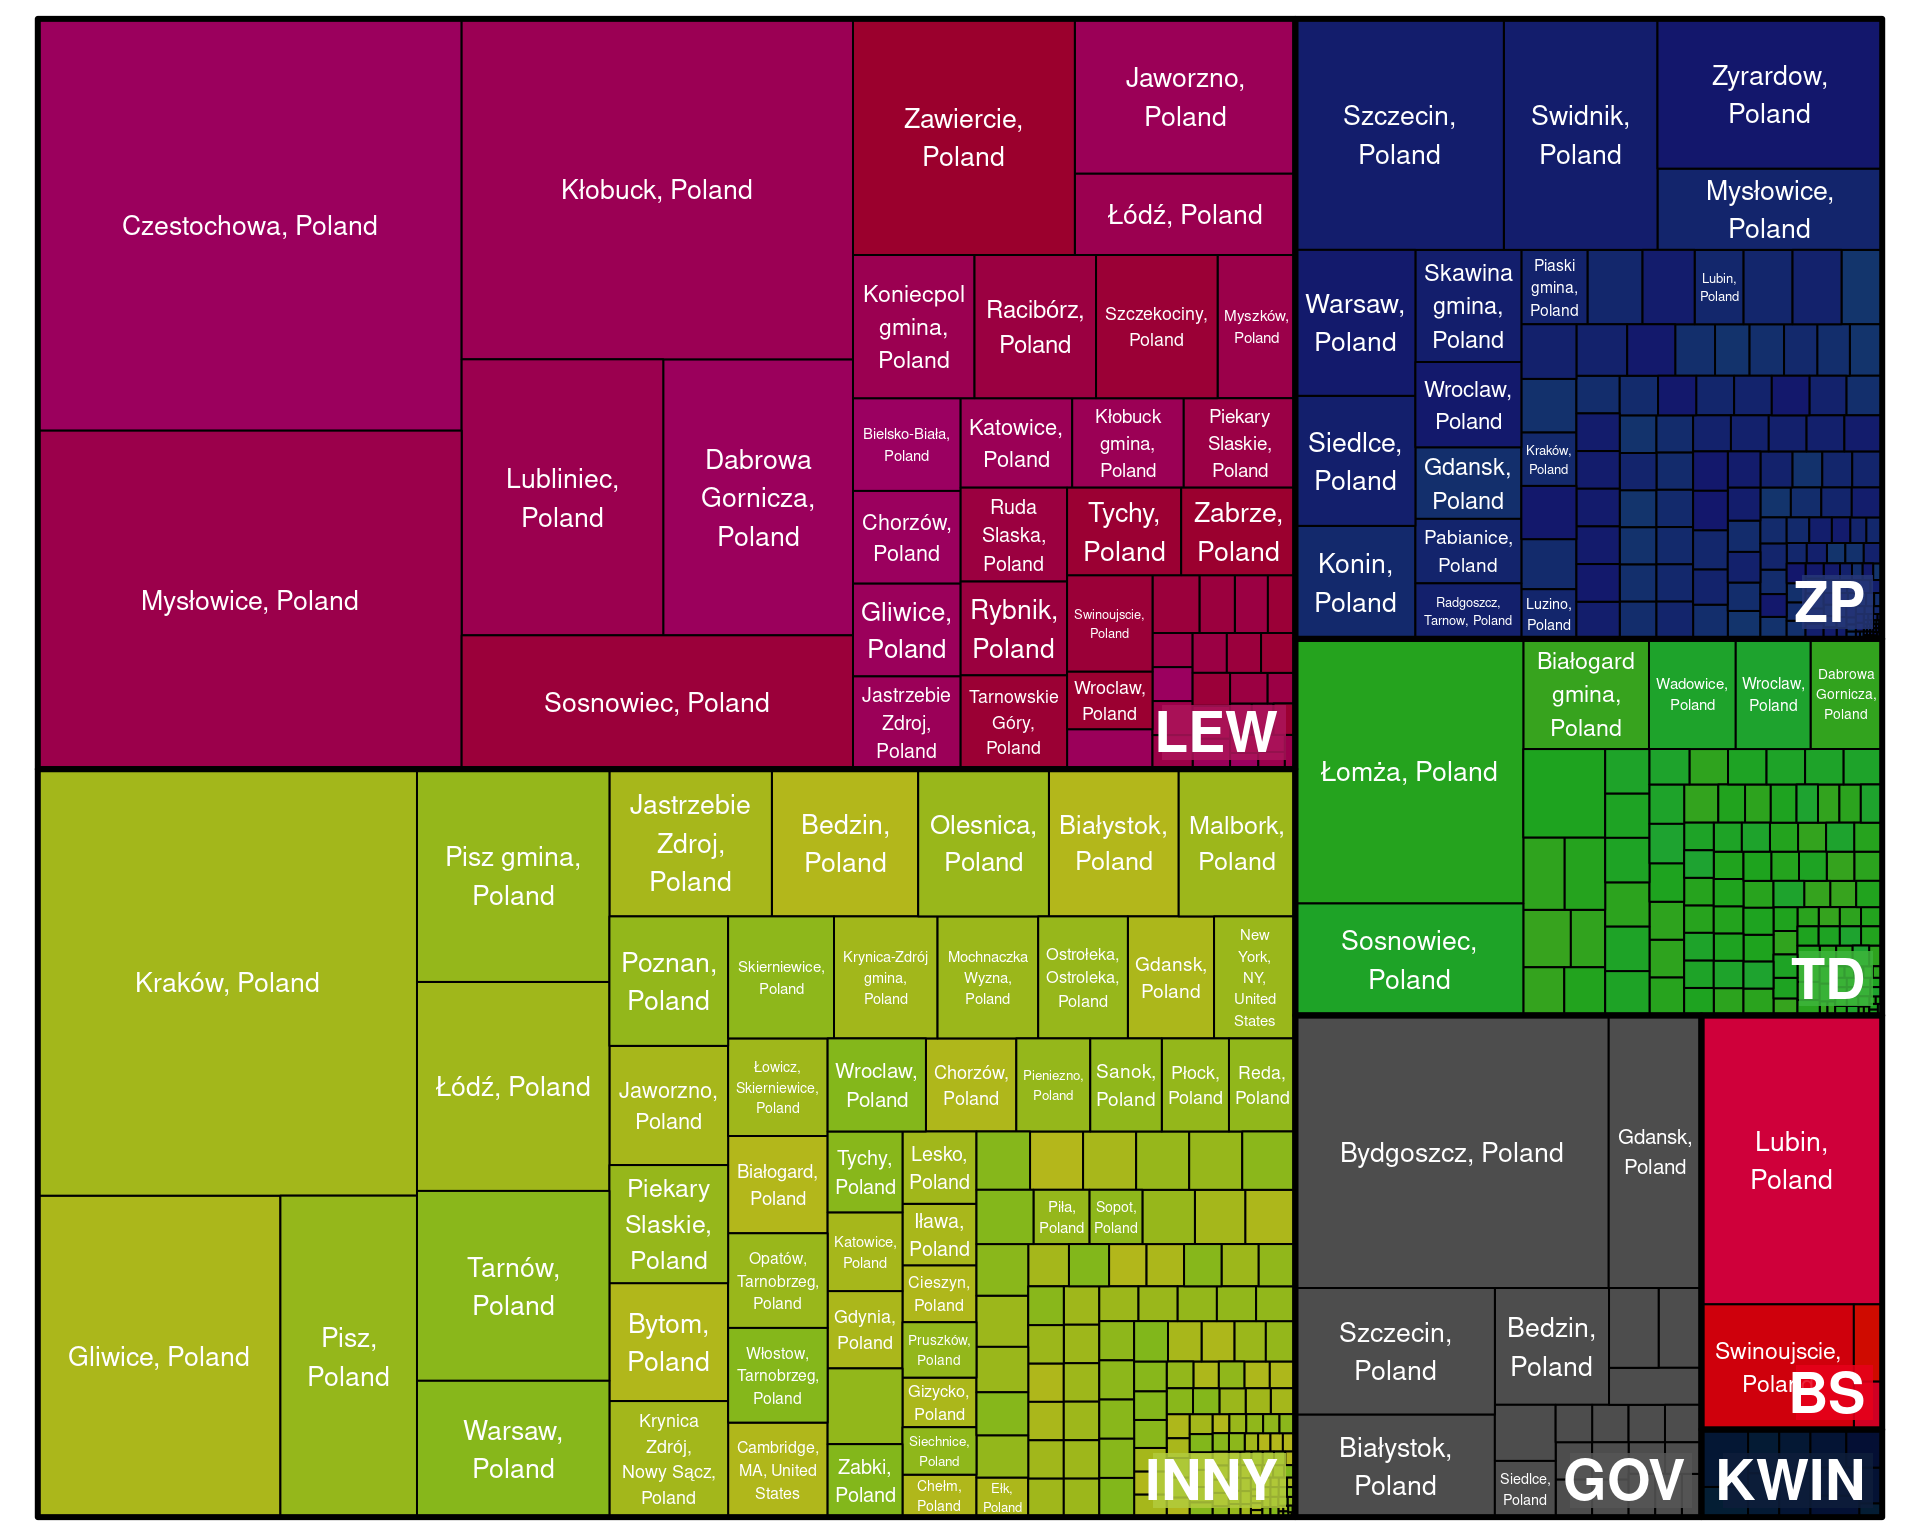 Czestochowa, Poland
Mysłowice, Poland
Kłobuck, Poland
Lubliniec,
Poland
Dabrowa
Gornicza,
Poland
Sosnowiec, Poland
Zawiercie,
Poland
Jaworzno,
Poland
Łódź, Poland
Koniecpol
gmina,
Poland
Racibórz,
Poland
Szczekociny,
Poland
Myszków,
Poland
Bielsko-Biała,
Poland
Katowice,
Poland
Kłobuck
gmina,
Poland
Piekary
Slaskie,
Poland
Chorzów,
Poland
Ruda
Slaska,
Poland
Tychy,
Poland
Zabrze,
Poland
Gliwice,
Poland
Rybnik,
Poland
Swinoujscie,
Poland
Jastrzebie
Zdroj,
Poland
Tarnowskie
Góry,
Poland
Wroclaw,
Poland
LEW
Szczecin,
Poland
Swidnik,
Poland
Zyrardow,
Poland
Mysłowice,
Poland
Warsaw,
Poland
Skawina
gmina,
Poland
Piaski
gmina,
Poland
Lubin,
Poland
Wroclaw,
Poland
Siedlce,
Poland
Gdansk,
Poland
Kraków,
Poland
Konin,
Poland
Pabianice,
Poland
Radgoszcz,
Tarnow, Poland
Luzino,
Poland
ZP
Łomża, Poland
Sosnowiec,
Poland
Białogard
gmina,
Poland
Wadowice,
Poland
Wroclaw,
Poland
Dabrowa
Gornicza,
Poland
TD
Kraków, Poland
Gliwice, Poland
Pisz,
Poland
Pisz gmina,
Poland
Łódź, Poland
Tarnów,
Poland
Warsaw,
Poland
Jastrzebie
Zdroj,
Poland
Bedzin,
Poland
Olesnica,
Poland
Białystok,
Poland
Malbork,
Poland
Poznan,
Poland
Skierniewice,
Poland
Krynica-Zdrój
gmina,
Poland
Mochnaczka
Wyzna,
Poland
Ostrołeka,
Ostroleka,
Poland
Gdansk,
Poland
New
York,
NY,
United
States
Jaworzno,
Poland
Łowicz,
Skierniewice,
Poland
Wroclaw,
Poland
Chorzów,
Poland
Pieniezno,
Poland
Sanok,
Poland
Płock,
Poland
Reda,
Poland
Piekary
Slaskie,
Poland
Białogard,
Poland
Tychy,
Poland
Lesko,
Poland
Piła,
Poland
Sopot,
Poland
Opatów,
Tarnobrzeg,
Poland
Katowice,
Poland
Iława,
Poland
Cieszyn,
Poland
Bytom,
Poland
Włostow,
Tarnobrzeg,
Poland
Gdynia,
Poland
Pruszków,
Poland
Gizycko,
Poland
Krynica
Zdrój,
Nowy Sącz,
Poland
Cambridge,
MA, United
States
Zabki,
Poland
Siechnice,
Poland
Chełm,
Poland
Ełk,
Poland
INNY
Bydgoszcz, Poland
Gdansk,
Poland
Szczecin,
Poland
Bedzin,
Poland
Białystok,
Poland
Siedlce,
Poland
GOV
Lubin,
Poland
Swinoujscie,
Poland
BS
KWIN